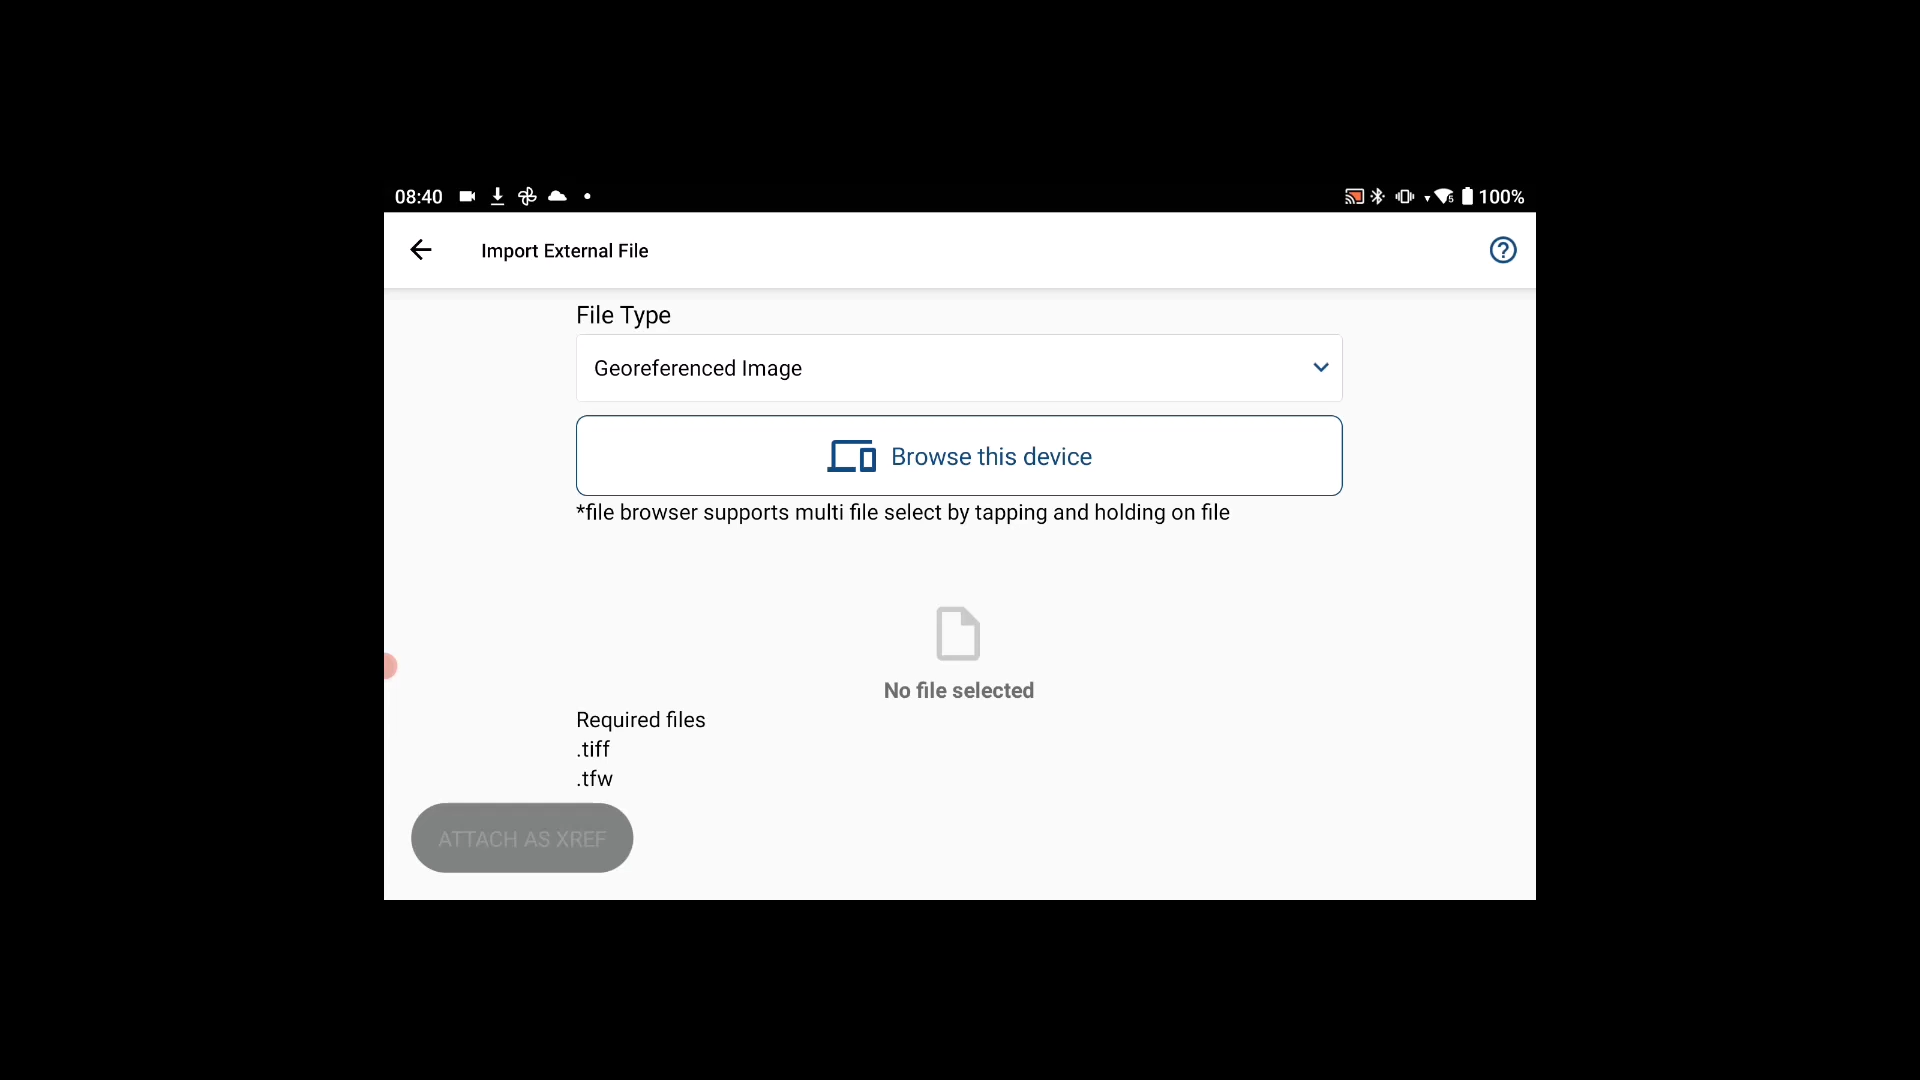 08:40
100%
Import External File
File Type
Georeferenced Image
Browse this device
*file browser supports multi file select by tapping and holding on file
No file selected
Required files
.tiff
.tfw
ATTACH AS XREF